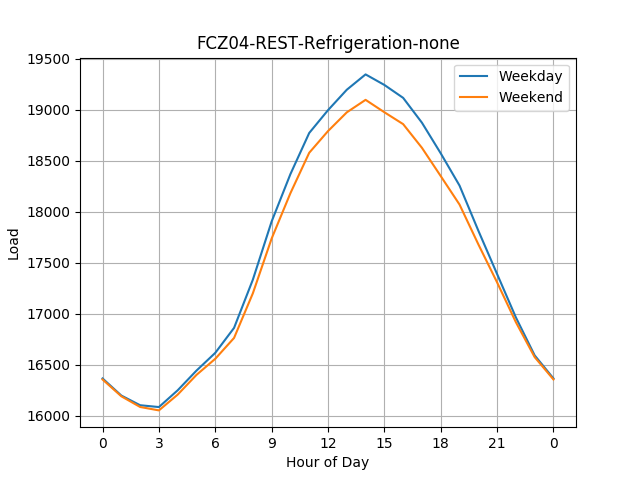 FCZ04-REST-Refrigeration-none
19500
19000
18500
18000
17500
17000
16500
16000
Load
Weekday
Weekend
0 3 6 9 12 15 18 21 0
Hour of Day